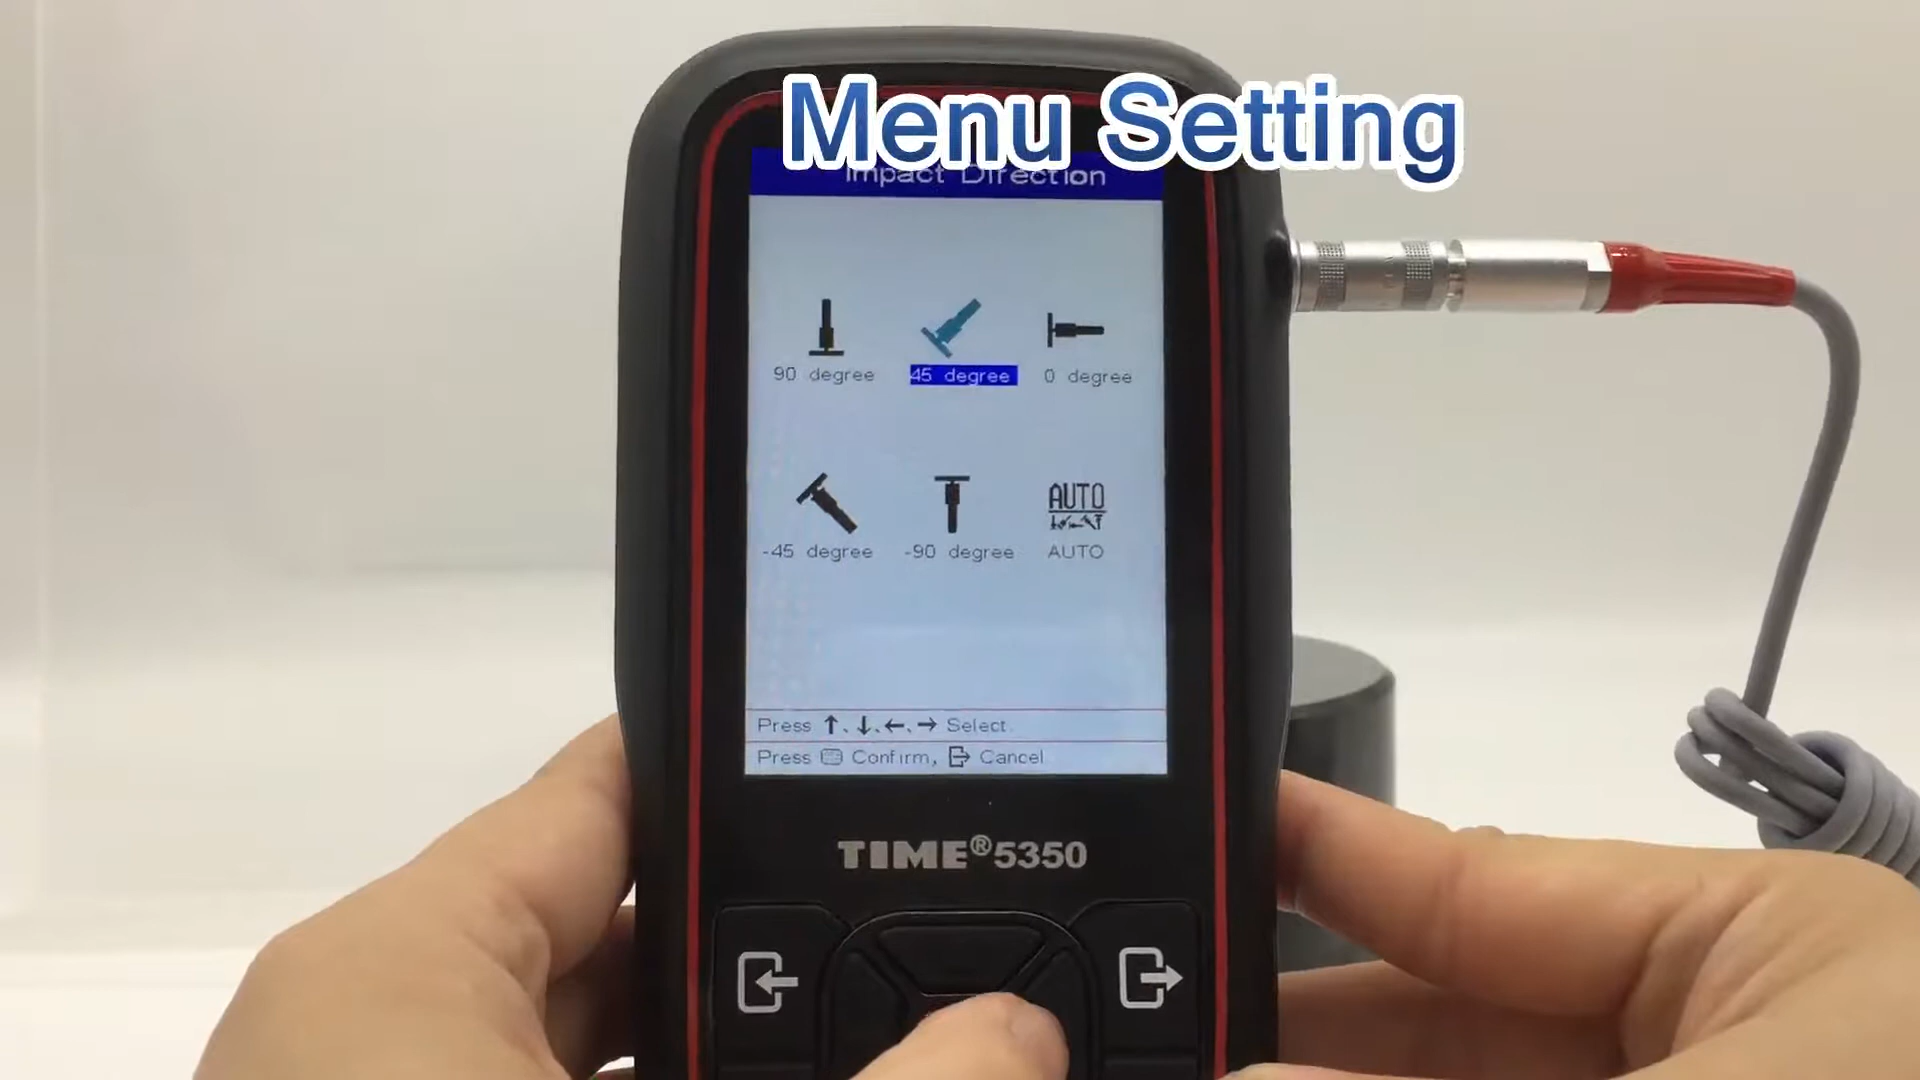 Menu Setting
Impact Direction
90 degree 45 degree 0 degree
AUTO
-45 degree -90 degree AUTO
Press ↑、↓、←、→ Select.
Press Confirm, Cancel
TIME®5350